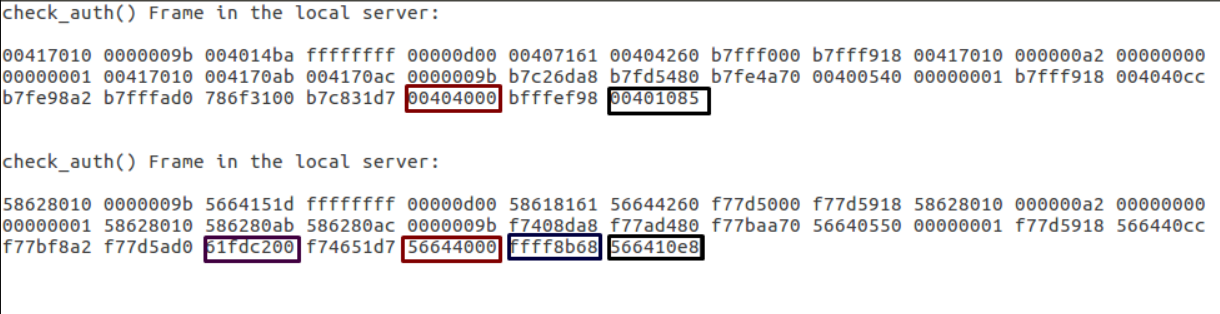 check_auth() Frame in the local server:
00417010 0000009b 004014ba ffffffff 00000d00 00407161 00404260 b7fff000 b7fff918 00417010 000000a2 00000000
00000001 00417010 004170ab 004170ac 0000009b b7c26da8 b7fd5480 b7fe4a70 00400540 00000001 b7fff918 004040cc
b7fe98a2 b7fffad0 786f3100 b7c831d7 00404000 bfffef98 00401085
check_auth() Frame in the local server:
58628010 0000009b 5664151d ffffffff 00000d00 58618161 56644260 f77d5000 f77d5918 58628010 000000a2 00000000
00000001 58628010 586280ab 586280ac 0000009b f7408da8 f77ad480 f77baa70 56640550 00000001 f77d5918 566440cc
f77bf8a2 f77d5ad0 61fdc200 f74651d7 56644000 ffff8b68 566410e8